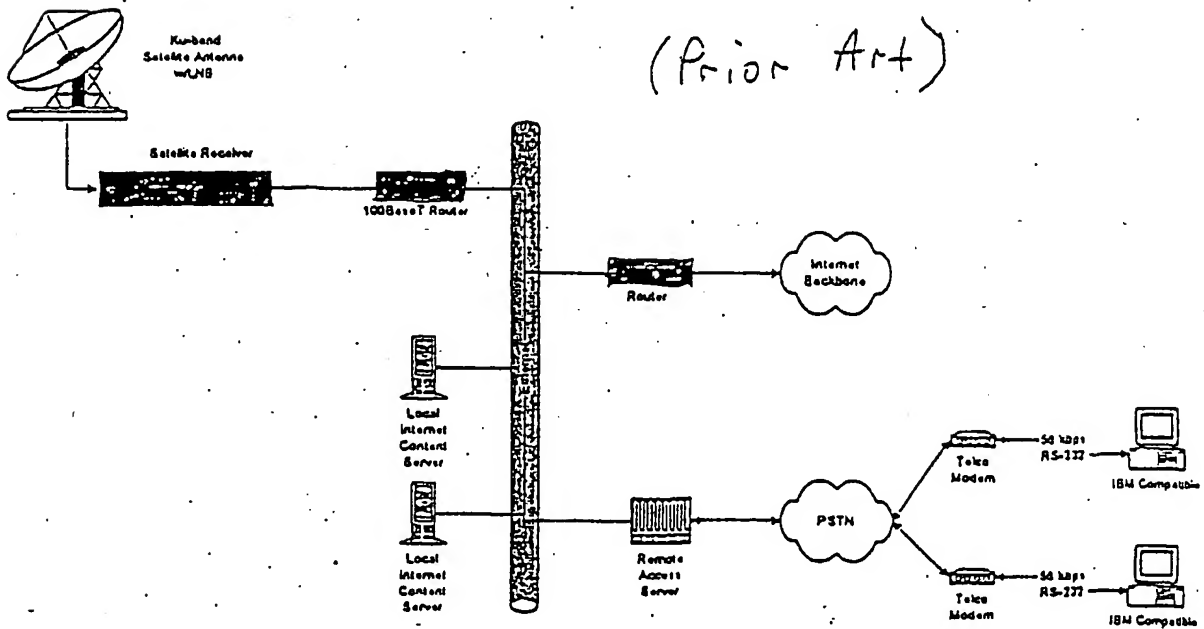 Ku-band
Satellite Antenna
w/LNB
(Prior Art)
Satellite Receiver
100BaseT Router
Router
Internet
Backbone
Local
Internet
Content
Server
Local
Internet
Content
Server
Remote
Access
Server
PSTN
Telco
Modem
56 kbps
RS-232
IBM Compatible
Telco
Modem
56 kbps
RS-232
IBM Compatible